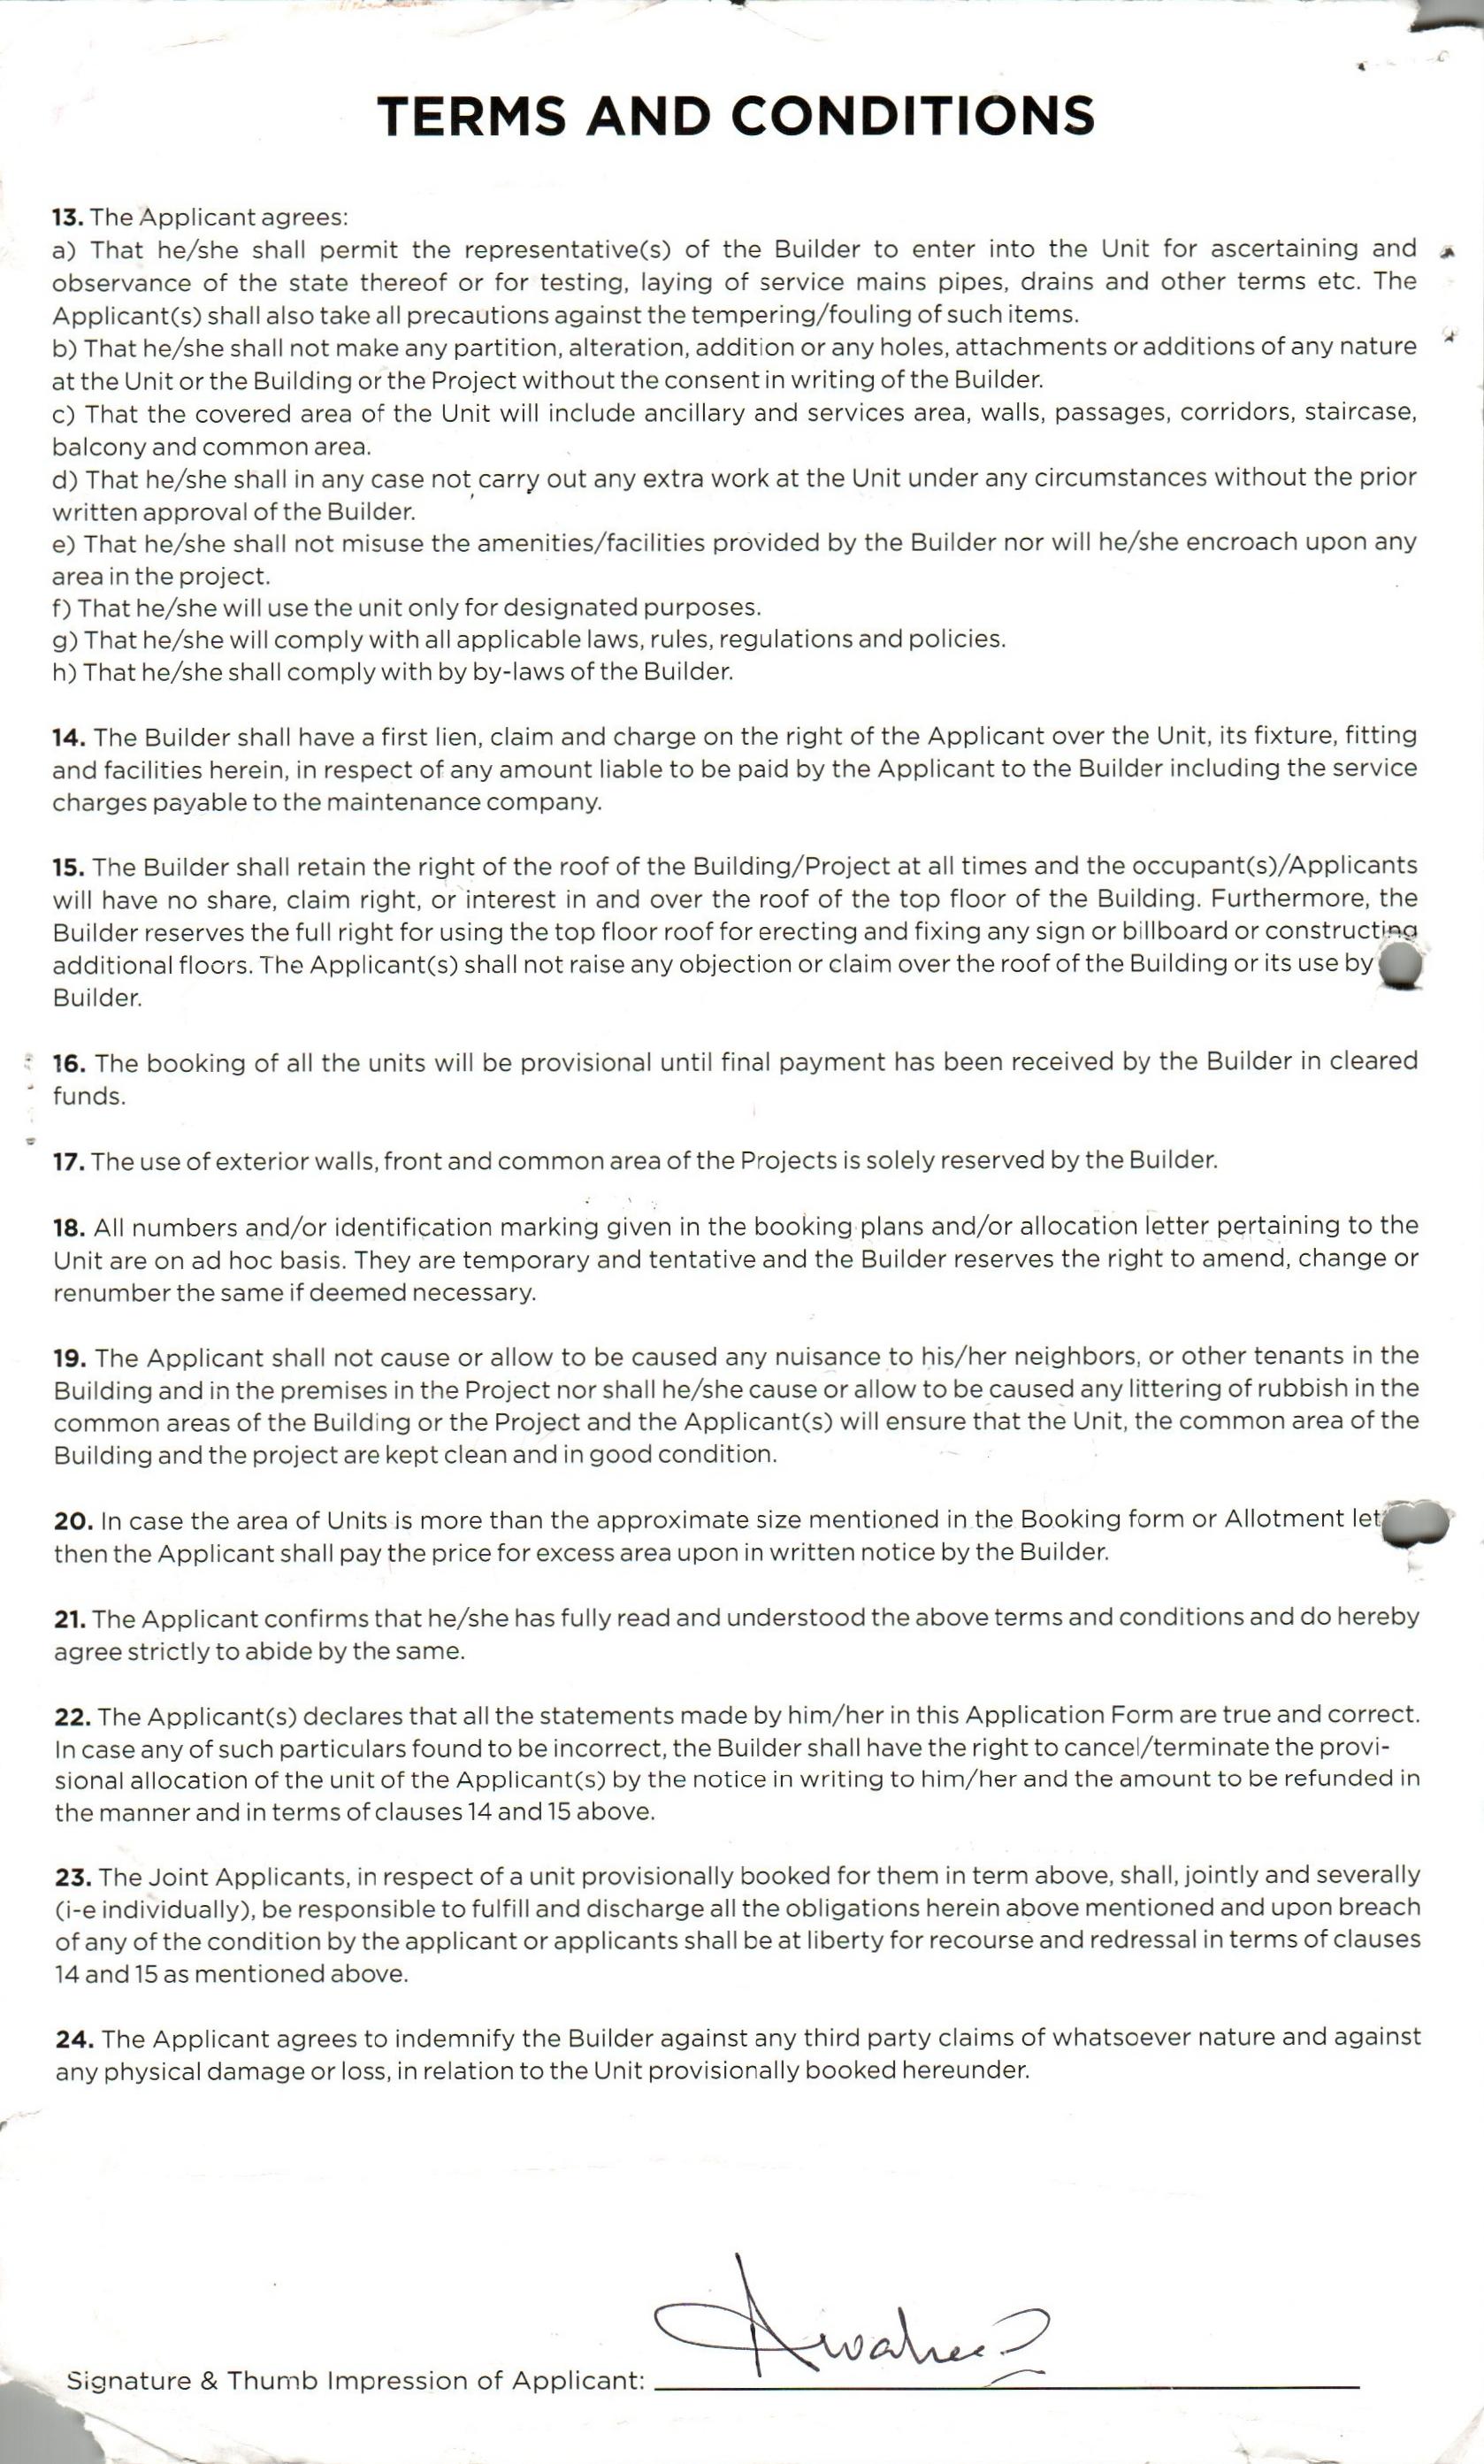 TERMS AND CONDITIONS
13. The Applicant agrees:
a) That he/she shall permit the representative(s) of the Builder to enter into the Unit for ascertaining and
observance of the state thereof or for testing, laying of service mains pipes, drains and other terms etc. The
Applicant(s) shall also take all precautions against the tempering/fouling of such items.
b) That he/she shall not make any partition, alteration, addition or any holes, attachments or additions of any nature
at the Unit or the Building or the Project without the consent in writing of the Builder.
c) That the covered area of the Unit will include ancillary and services area, walls, passages, corridors, staircase,
balcony and common area.
d) That he/she shall in any case not carry out any extra work at the Unit under any circumstances without the prior
written approval of the Builder.
e) That he/she shall not misuse the amenities/facilities provided by the Builder nor will he/she encroach upon any
area in the project.
f) That he/she will use the unit only for designated purposes.
g) That he/she will comply with all applicable laws, rules, regulations and policies.
h) That he/she shall comply with by by-laws of the Builder.
14. The Builder shall have a first lien, claim and charge on the right of the Applicant over the Unit, its fixture, fitting
and facilities herein, in respect of any amount liable to be paid by the Applicant to the Builder including the service
charges payable to the maintenance company.
15. The Builder shall retain the right of the roof of the Building/Project at all times and the occupant(s)/Applicants
will have no share, claim right, or interest in and over the roof of the top floor of the Building. Furthermore, the
Builder reserves the full right for using the top floor roof for erecting and fixing any sign or billboard or constructing
additional floors. The Applicant(s) shall not raise any objection or claim over the roof of the Building or its use by
Builder.
16. The booking of all the units will be provisional until final payment has been received by the Builder in cleared
funds.
17. The use of exterior walls, front and common area of the Projects is solely reserved by the Builder.
18. All numbers and/or identification marking given in the booking plans and/or allocation letter pertaining to the
Unit are on ad hoc basis. They are temporary and tentative and the Builder reserves the right to amend, change or
renumber the same if deemed necessary.
19. The Applicant shall not cause or allow to be caused any nuisance to his/her neighbors, or other tenants in the
Building and in the premises in the Project nor shall he/she cause or allow to be caused any littering of rubbish in the
common areas of the Building or the Project and the Applicant(s) will ensure that the Unit, the common area of the
Building and the project are kept clean and in good condition.
20. In case the area of Units is more than the approximate size mentioned in the Booking form or Allotment let
then the Applicant shall pay the price for excess area upon in written notice by the Builder.
21. The Applicant confirms that he/she has fully read and understood the above terms and conditions and do hereby
agree strictly to abide by the same.
22. The Applicant(s) declares that all the statements made by him/her in this Application Form are true and correct.
In case any of such particulars found to be incorrect, the Builder shall have the right to cancel/terminate the provi-
sional allocation of the unit of the Applicant(s) by the notice in writing to him/her and the amount to be refunded in
the manner and in terms of clauses 14 and 15 above.
23. The Joint Applicants, in respect of a unit provisionally booked for them in term above, shall, jointly and severally
(i-e individually), be responsible to fulfill and discharge all the obligations herein above mentioned and upon breach
of any of the condition by the applicant or applicants shall be at liberty for recourse and redressal in terms of clauses
14 and 15 as mentioned above.
24. The Applicant agrees to indemnify the Builder against any third party claims of whatsoever nature and against
any physical damage or loss, in relation to the Unit provisionally booked hereunder.
Signature & Thumb Impression of Applicant: